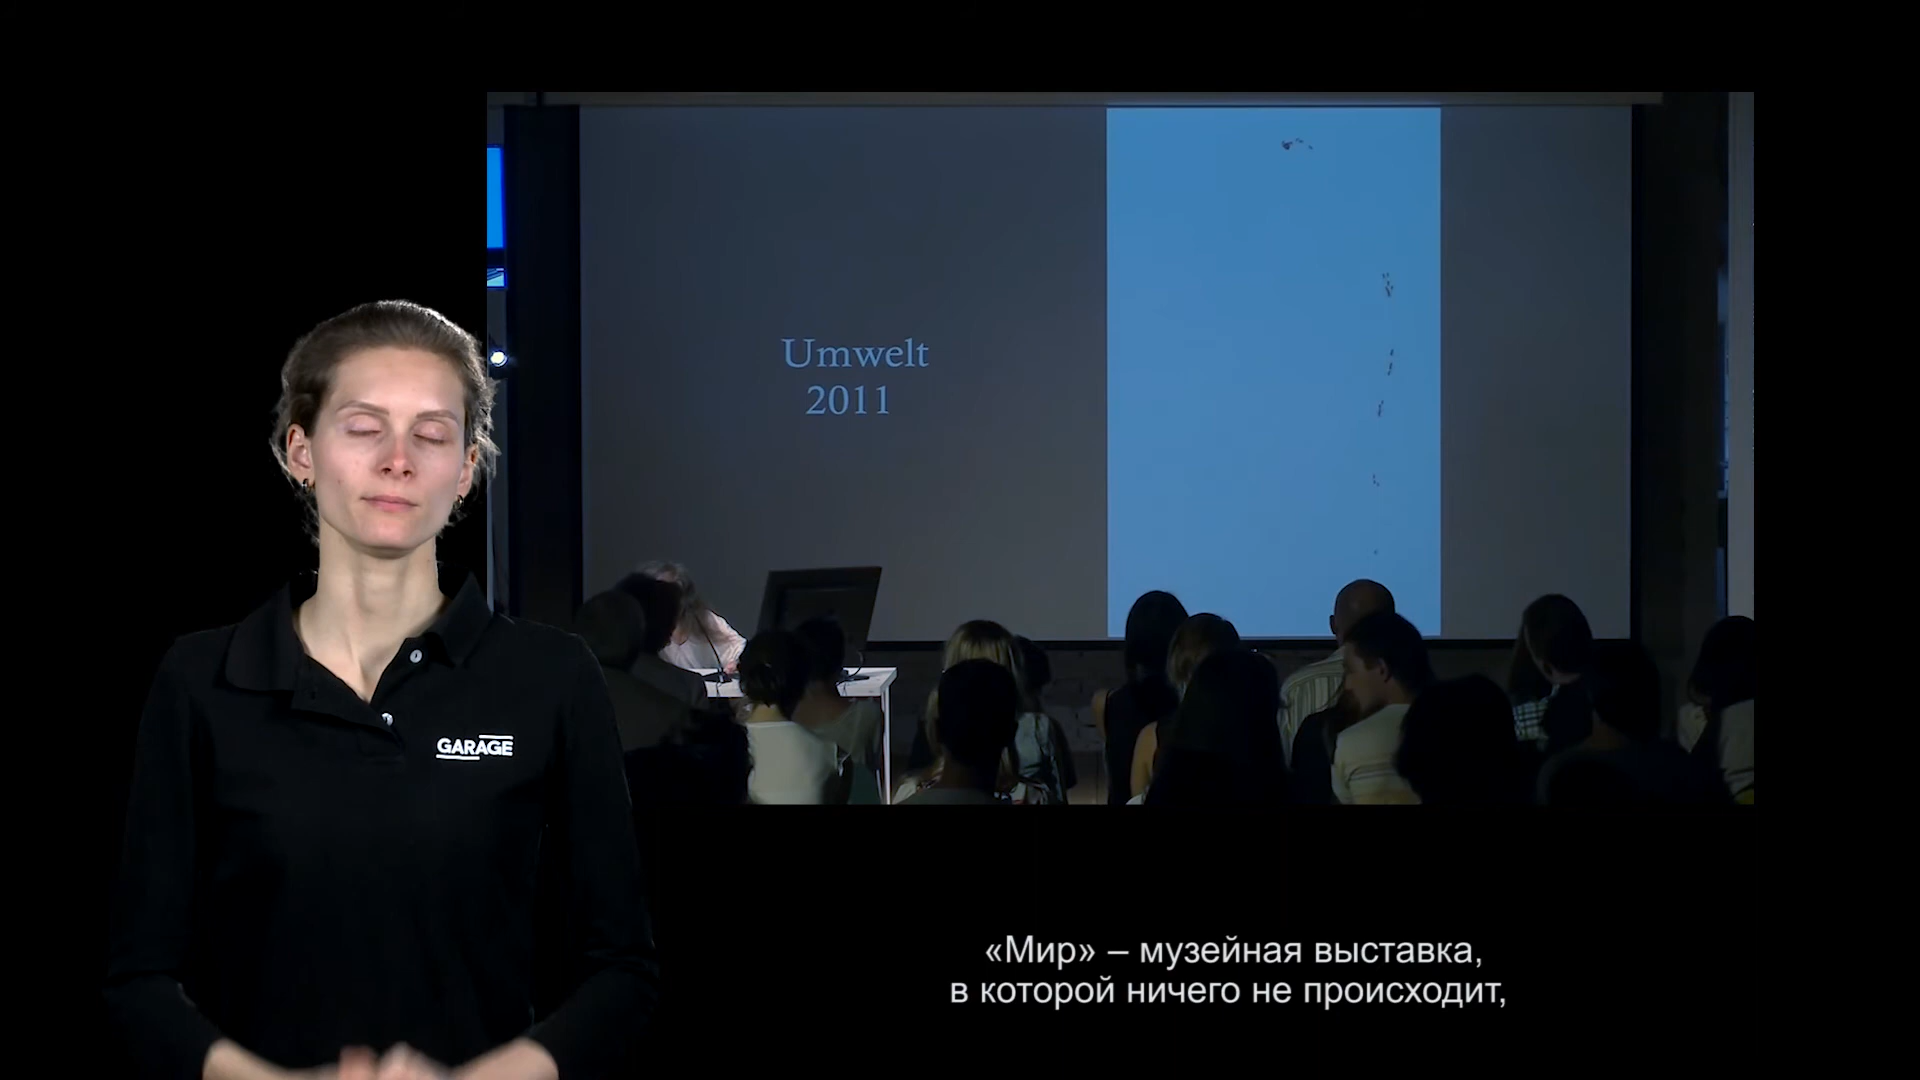 Umwelt
2011
GARAGE
«Мир» – музейная выставка,
в которой ничего не происходит,